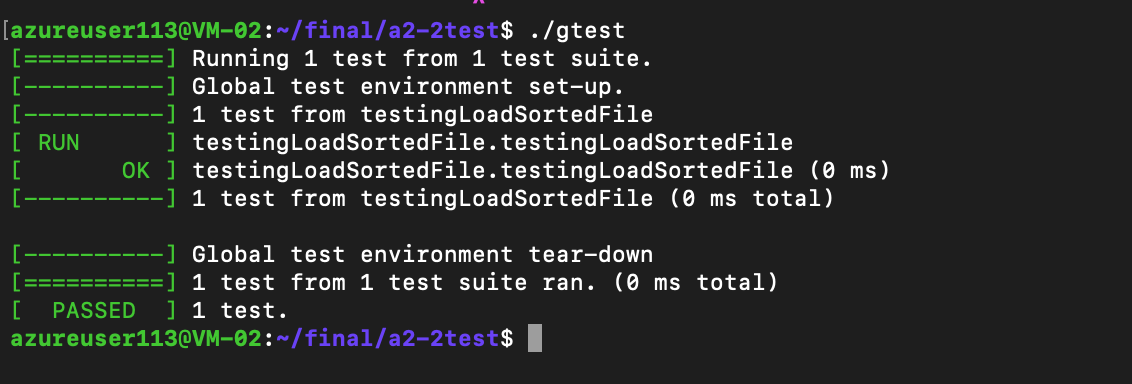 [azureuser113@VM-02:~/final/a2-2test$ ./gtest
[==========] Running 1 test from 1 test suite.
[----------] Global test environment set-up.
[----------] 1 test from testingLoadSortedFile
[ RUN      ] testingLoadSortedFile.testingLoadSortedFile
[       OK ] testingLoadSortedFile.testingLoadSortedFile (0 ms)
[----------] 1 test from testingLoadSortedFile (0 ms total)

[----------] Global test environment tear-down
[==========] 1 test from 1 test suite ran. (0 ms total)
[  PASSED  ] 1 test.
azureuser113@VM-02:~/final/a2-2test$